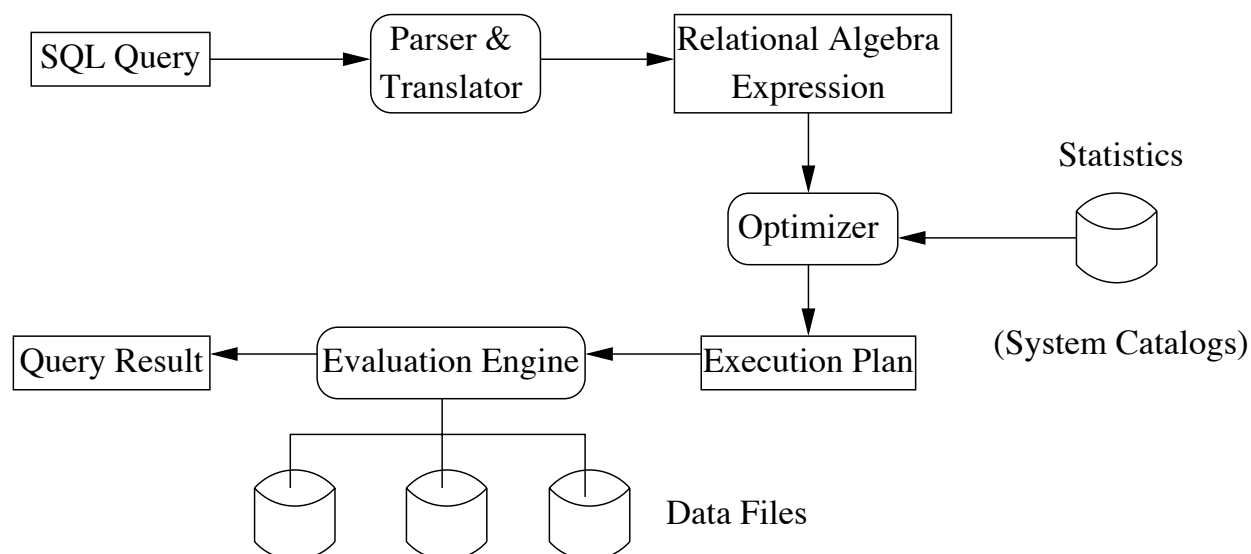 SQL Query
Parser &
Translator
Relational Algebra
Expression
Statistics
Optimizer
(System Catalogs)
Query Result
Evaluation Engine
Execution Plan
Data Files